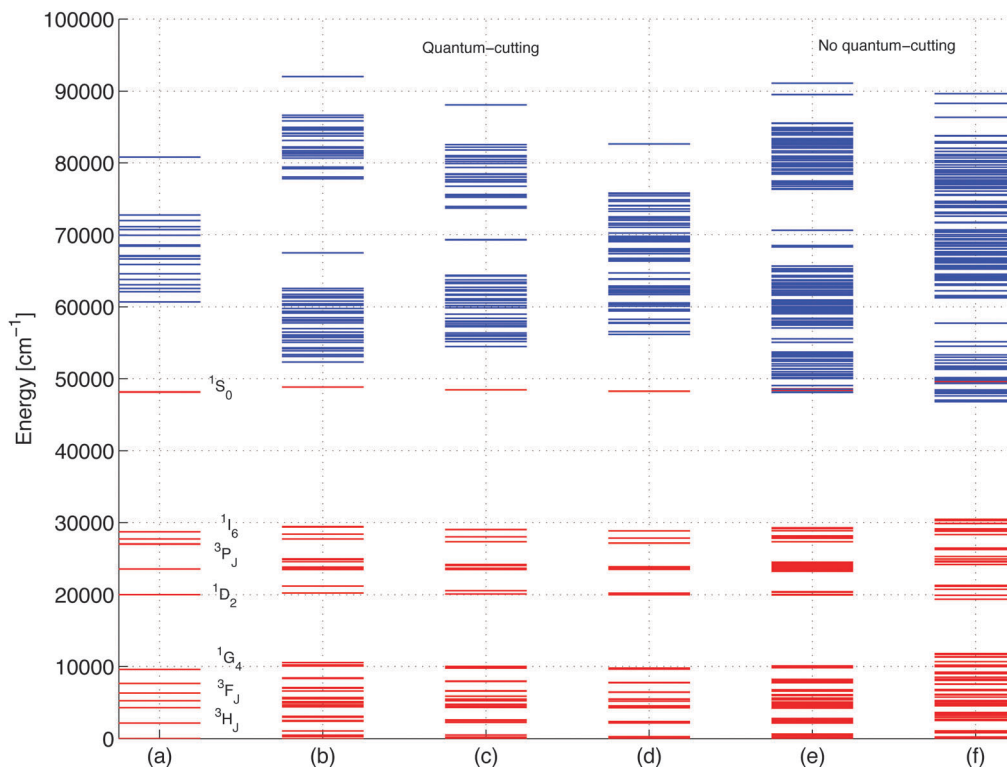 100000
Quantum−cutting
No quantum−cutting
90000
80000
70000
60000
50000
¹S₀
40000
30000
¹I₆
³P_J
20000
¹D₂
10000
¹G₄
³F_J
³H_J
0
Energy [cm⁻¹]
(a) (b) (c) (d) (e) (f)